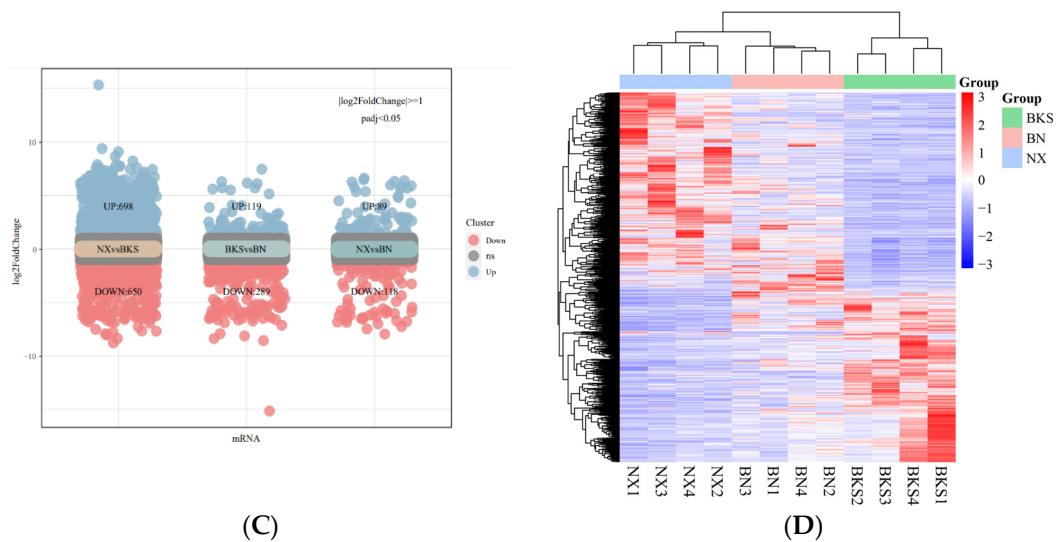 |log2FoldChange|>=1
padj<0.05
10
0
−10
log2FoldChange
UP:698
UP:119
UP:89
NXvsBKS
BKSvsBN
NXvsBN
DOWN:650
DOWN:289
DOWN:118
mRNA
Cluster
Down
ns
Up
(C)
Group
3
2
1
0
−1
−2
−3
Group
BKS
BN
NX
NX1
NX3
NX4
NX2
BN3
BN1
BN4
BN2
BKS2
BKS3
BKS4
BKS1
(D)